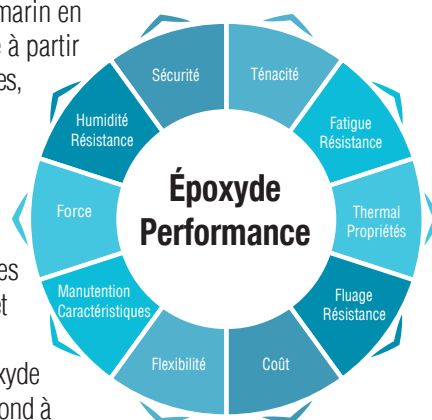 marin en
à partir
es,
es
et
xyde
ond à
Sécurité
Ténacité
Fatigue
Résistance
Thermal
Propriétés
Fluage
Résistance
Coût
Flexibilité
Manutention
Caractéristiques
Force
Humidité
Résistance
Époxyde
Performance